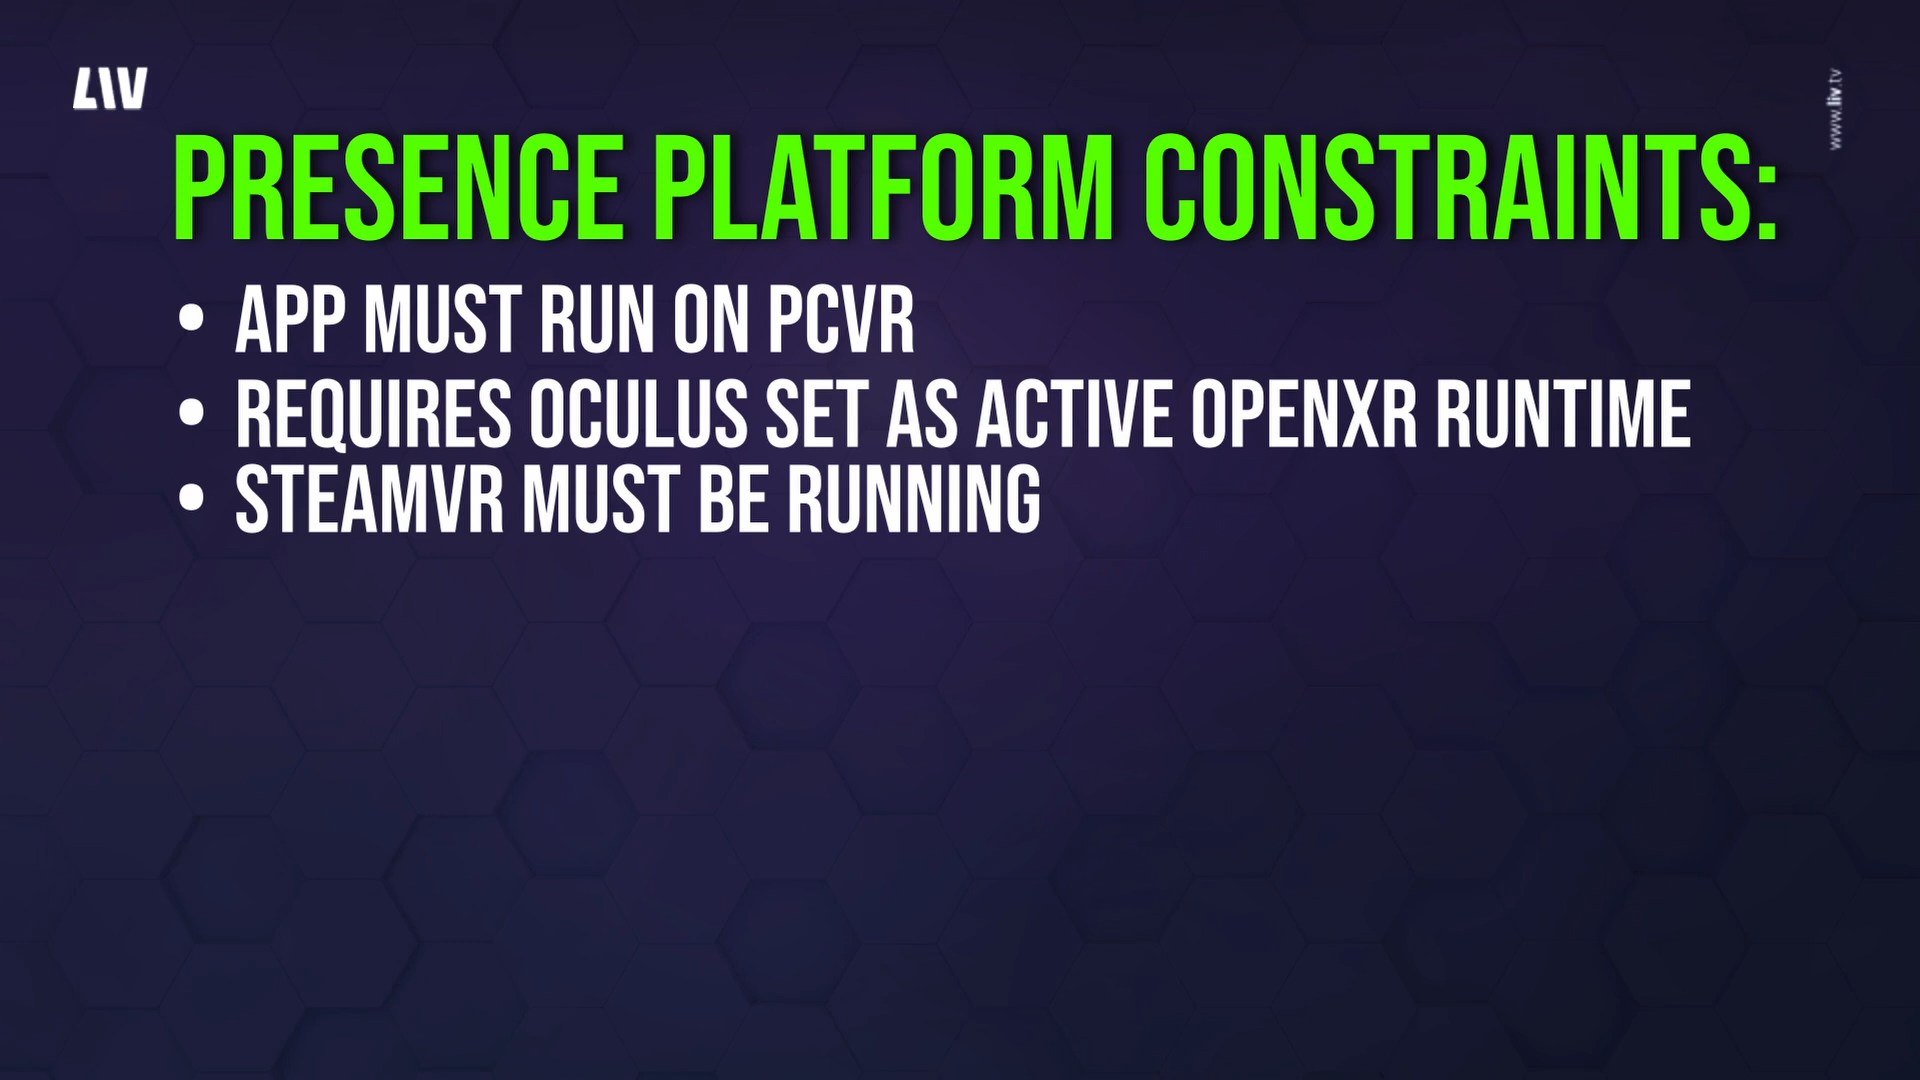 LIV
www.liv.tv
PRESENCE PLATFORM CONSTRAINTS:
• APP MUST RUN ON PCVR
• REQUIRES OCULUS SET AS ACTIVE OPENXR RUNTIME
• STEAMVR MUST BE RUNNING